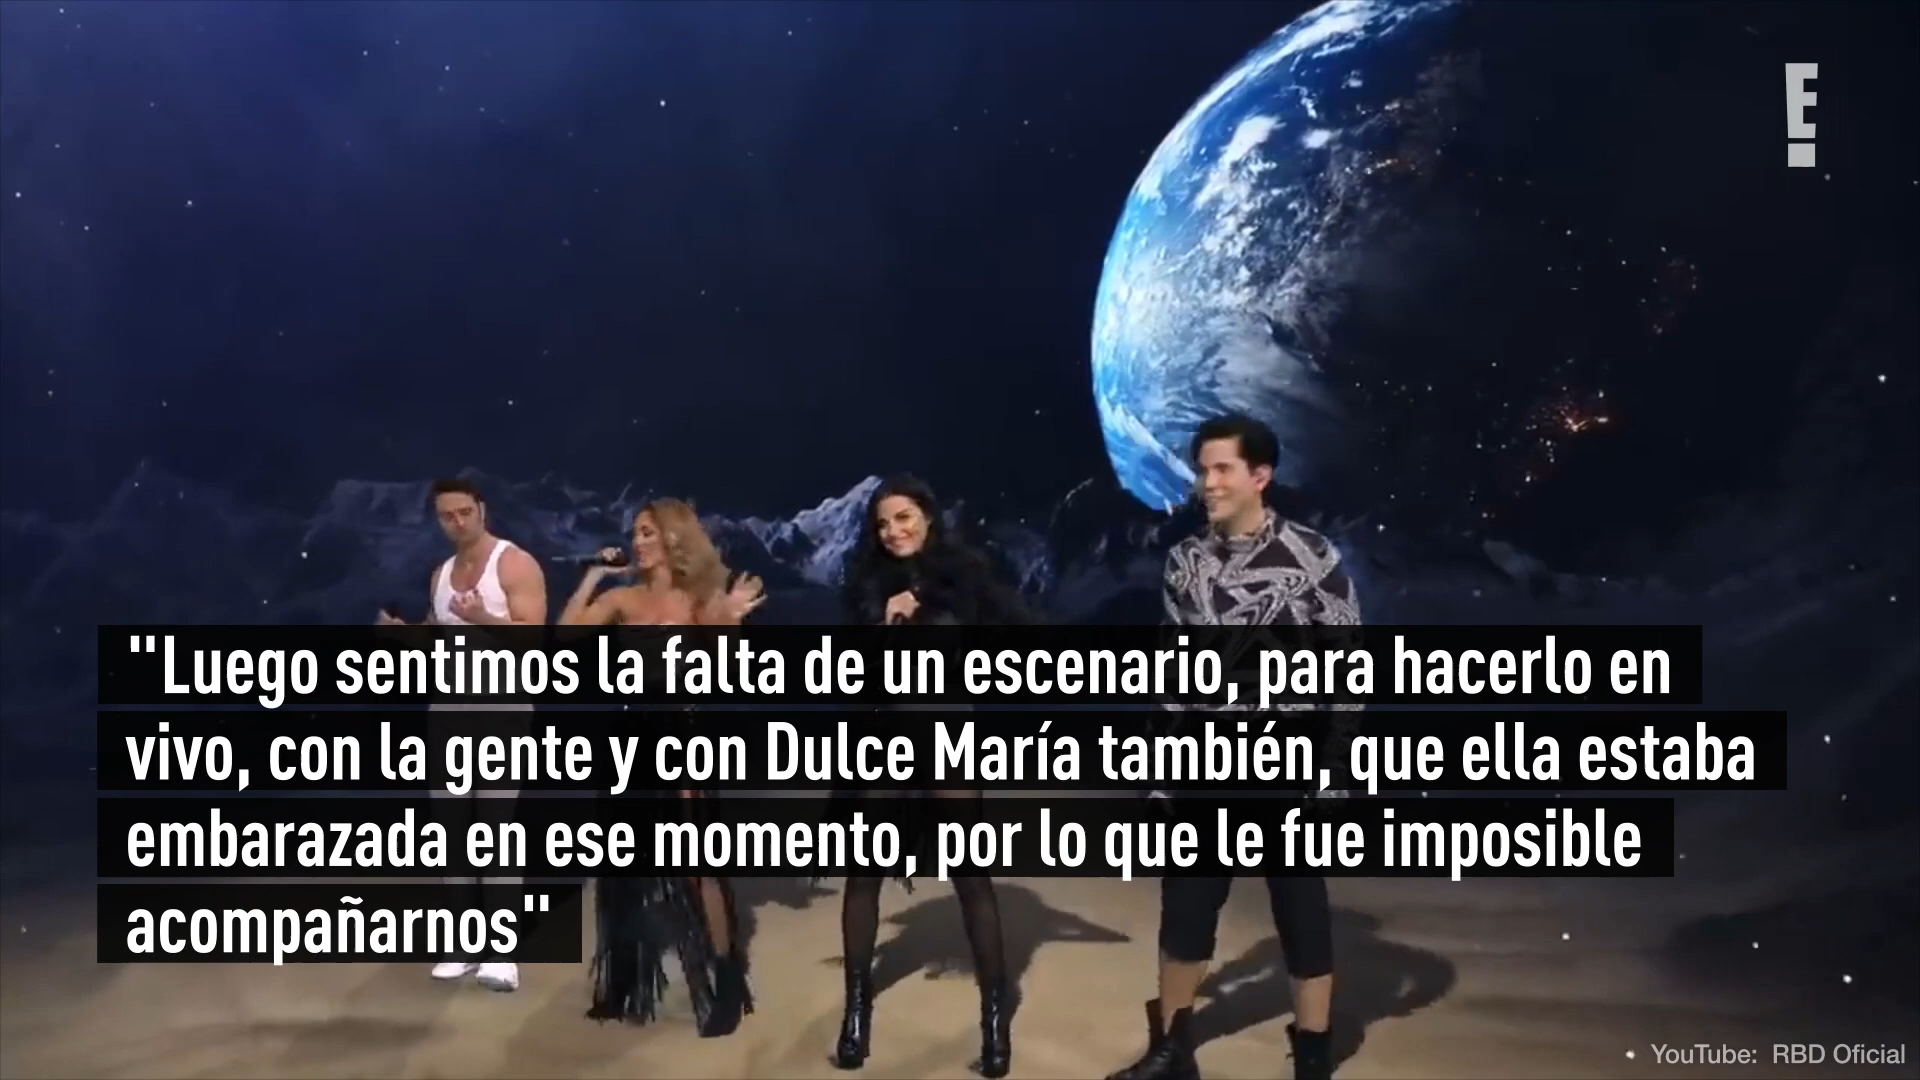 E!
"Luego sentimos la falta de un escenario, para hacerlo en
vivo, con la gente y con Dulce María también, que ella estaba
embarazada en ese momento, por lo que le fue imposible
acompañarnos"
YouTube: RBD Oficial